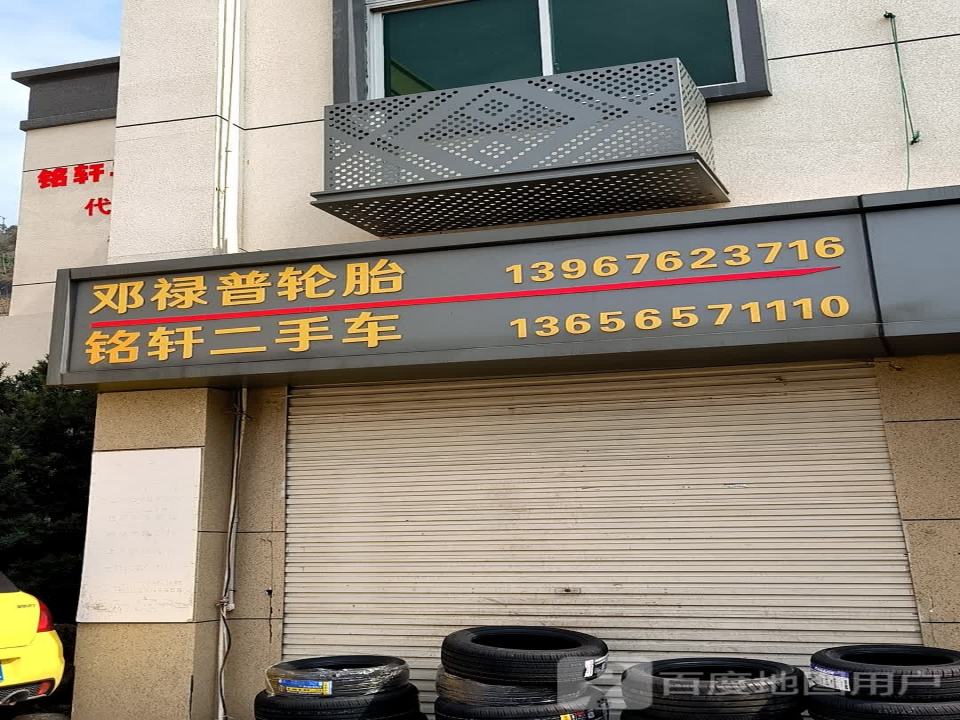 铭轩
代
邓禄普轮胎 13967623716
铭轩二手车 13656571110
百度地图用户